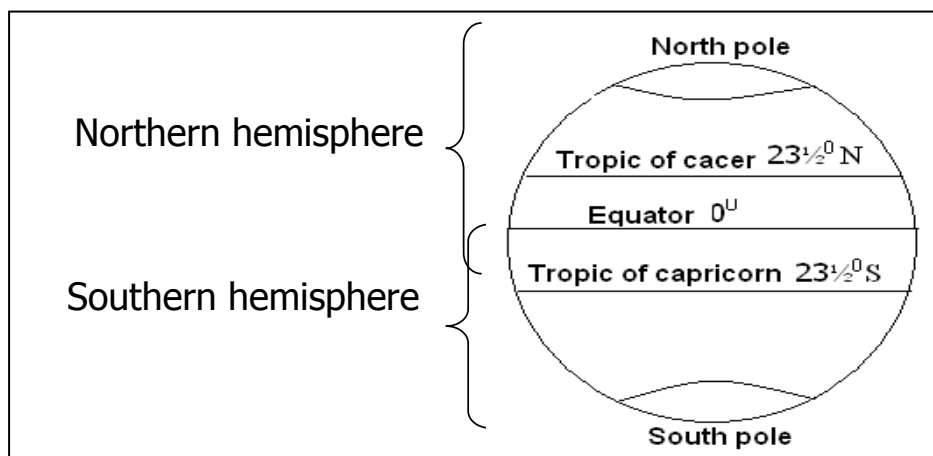 North pole
Northern hemisphere
Tropic of cacer 23½⁰ N
Equator 0ᵁ
Tropic of capricorn 23½⁰ S
Southern hemisphere
South pole